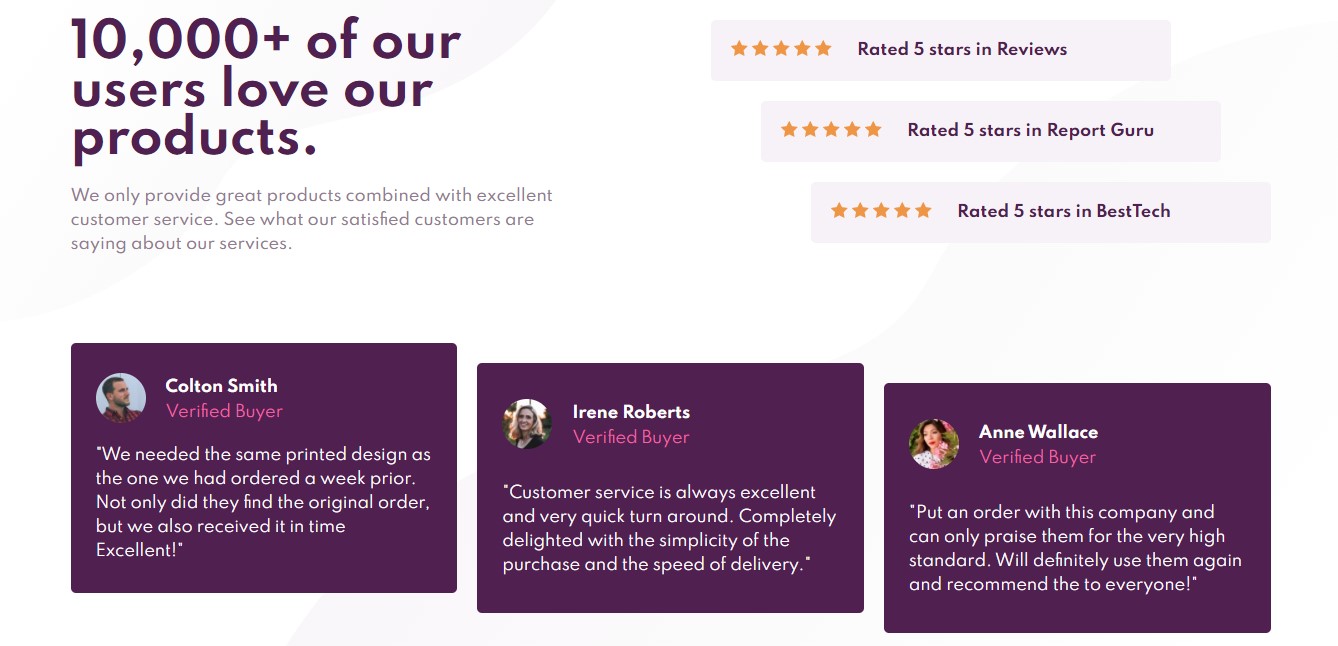 10,000+ of our
users love our
products.
We only provide great products combined with excellent
customer service. See what our satisfied customers are
saying about our services.
Rated 5 stars in Reviews
Rated 5 stars in Report Guru
Rated 5 stars in BestTech
Colton Smith
Verified Buyer
"We needed the same printed design as
the one we had ordered a week prior.
Not only did they find the original order,
but we also received it in time
Excellent!"
Irene Roberts
Verified Buyer
"Customer service is always excellent
and very quick turn around. Completely
delighted with the simplicity of the
purchase and the speed of delivery."
Anne Wallace
Verified Buyer
"Put an order with this company and
can only praise them for the very high
standard. Will definitely use them again
and recommend the to everyone!"